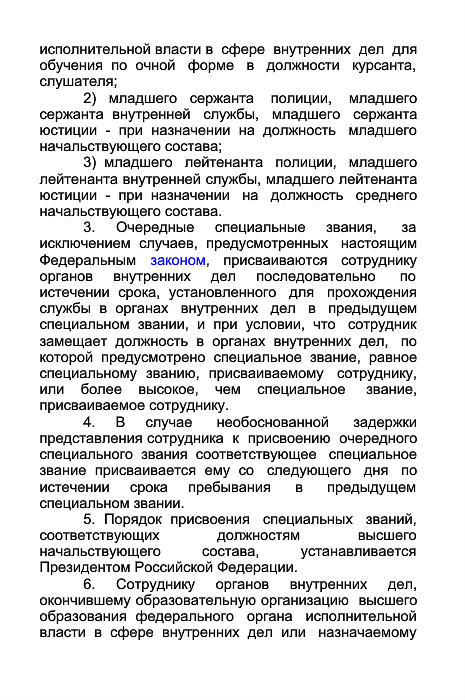 исполнительной власти в сфере внутренних дел для
обучения по очной форме в должности курсанта,
слушателя;
2) младшего сержанта полиции, младшего
сержанта внутренней службы, младшего сержанта
юстиции - при назначении на должность младшего
начальствующего состава;
3) младшего лейтенанта полиции, младшего
лейтенанта внутренней службы, младшего лейтенанта
юстиции - при назначении на должность среднего
начальствующего состава.
3. Очередные специальные звания, за
исключением случаев, предусмотренных настоящим
Федеральным законом, присваиваются сотруднику
органов внутренних дел последовательно по
истечении срока, установленного для прохождения
службы в органах внутренних дел в предыдущем
специальном звании, и при условии, что сотрудник
замещает должность в органах внутренних дел, по
которой предусмотрено специальное звание, равное
специальному званию, присваиваемому сотруднику,
или более высокое, чем специальное звание,
присваиваемое сотруднику.
4. В случае необоснованной задержки
представления сотрудника к присвоению очередного
специального звания соответствующее специальное
звание присваивается ему со следующего дня по
истечении срока пребывания в предыдущем
специальном звании.
5. Порядок присвоения специальных званий,
соответствующих должностям высшего
начальствующего состава, устанавливается
Президентом Российской Федерации.
6. Сотруднику органов внутренних дел,
окончившему образовательную организацию высшего
образования федерального органа исполнительной
власти в сфере внутренних дел или назначаемому